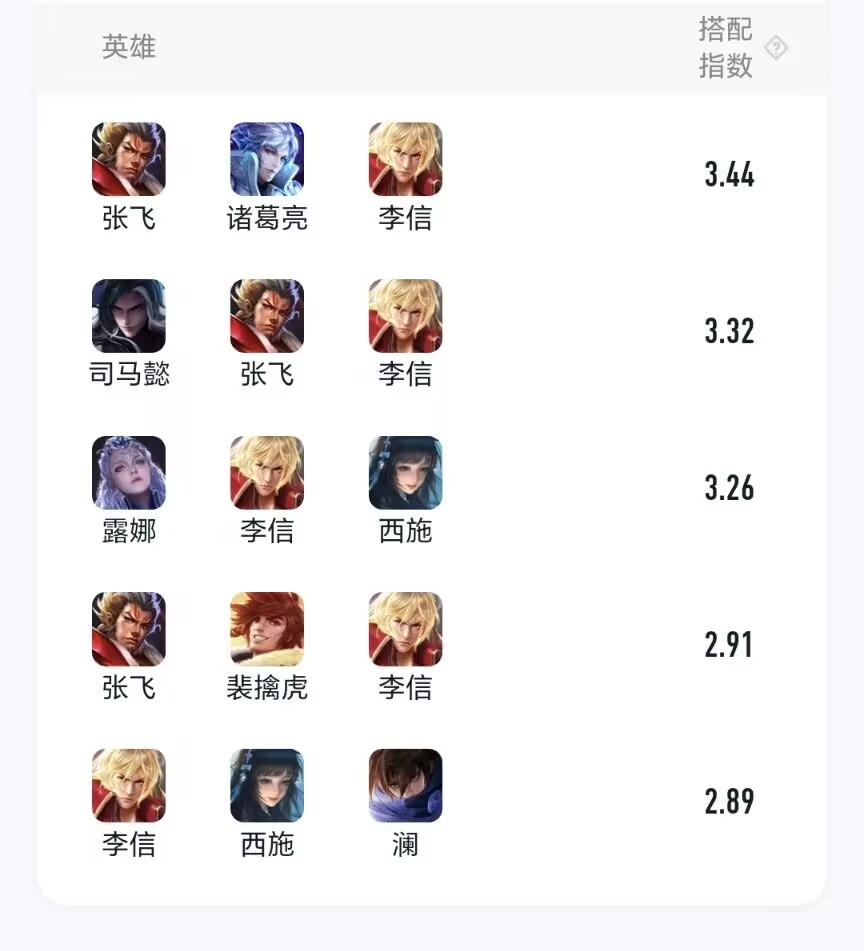 英雄
搭配
指数
张飞 诸葛亮 李信 3.44
司马懿 张飞 李信 3.32
露娜 李信 西施 3.26
张飞 裴擒虎 李信 2.91
李信 西施 澜 2.89